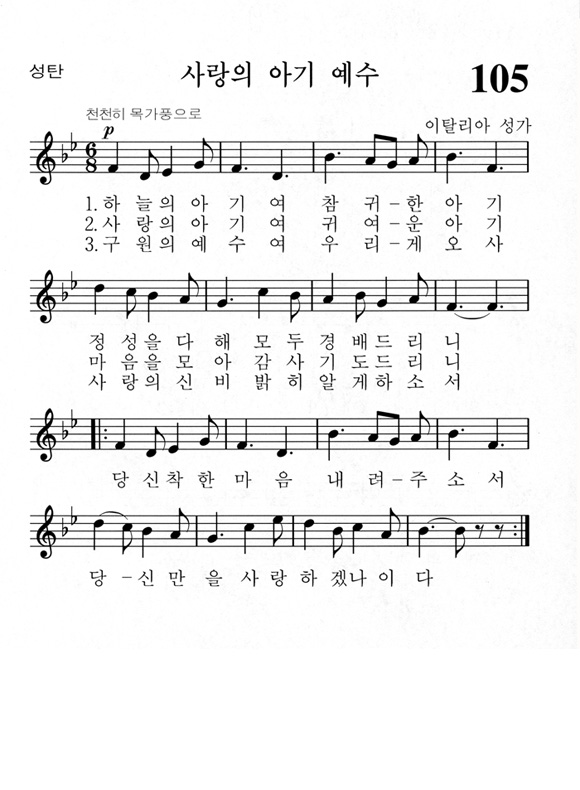 성탄
사랑의 아기 예수
105
천천히 목가풍으로
이탈리아 성가
p
6
8
1.하 늘의아 기여 참 귀-한아 기
2.사 랑의아 기여 귀 여-운아 기
3.구 원의예 수여 우 리-게오 사
정 성을다 해 모 두 경 배드 리 니
마 음을모 아 감 사 기 도드 리 니
사 랑의신 비 밝 히 알 게하 소 서
당 신착 한 마 음 내 려-주 소 서
당 -신 만 을 사 랑 하 겠나 이 다